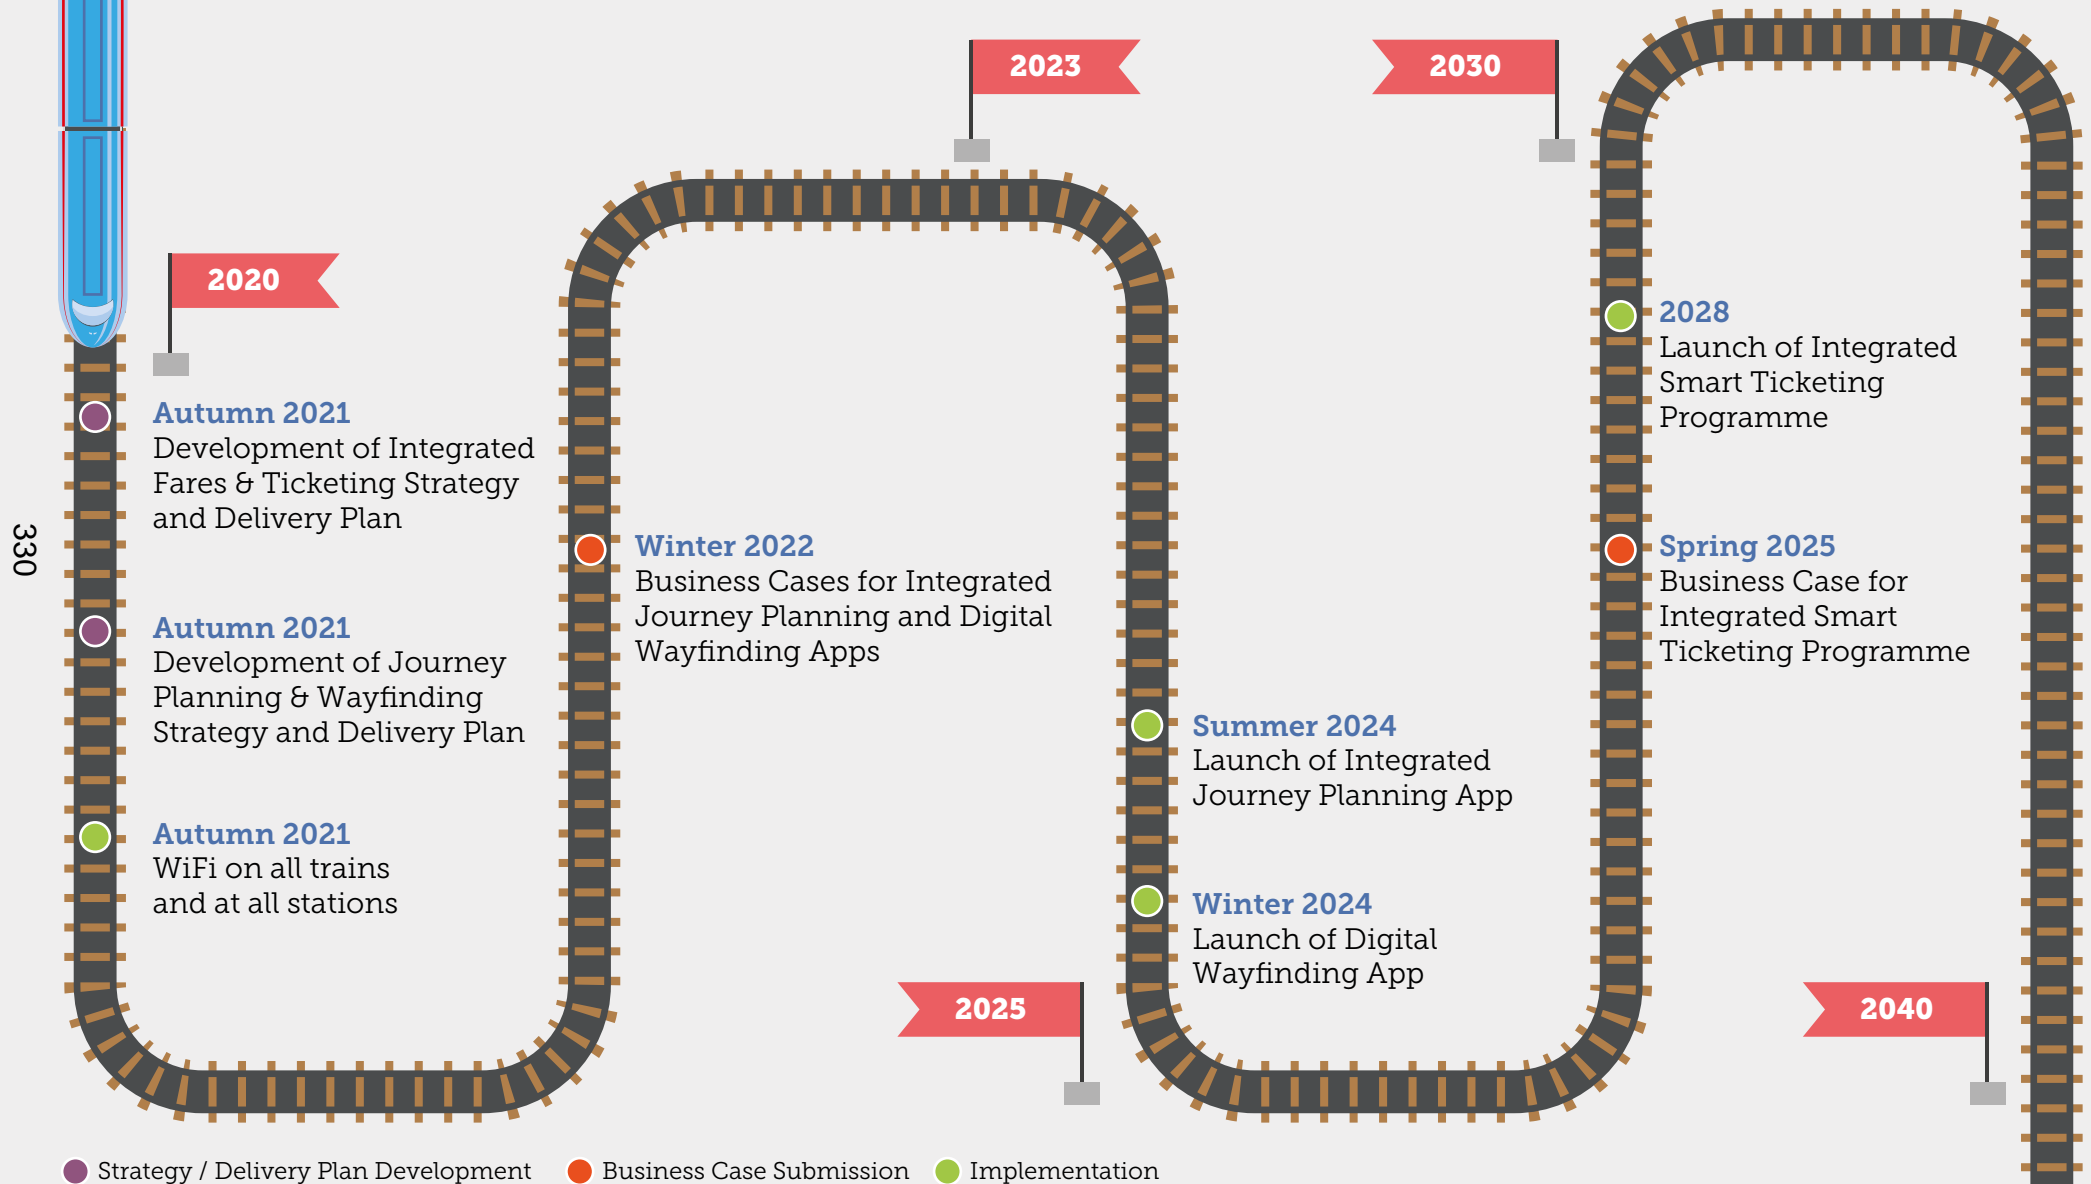 2020
Autumn 2021
Development of Integrated
Fares & Ticketing Strategy
and Delivery Plan
Autumn 2021
Development of Journey
Planning & Wayfinding
Strategy and Delivery Plan
Autumn 2021
WiFi on all trains
and at all stations
Winter 2022
Business Cases for Integrated
Journey Planning and Digital
Wayfinding Apps
2023
Summer 2024
Launch of Integrated
Journey Planning App
Winter 2024
Launch of Digital
Wayfinding App
2025
Spring 2025
Business Case for
Integrated Smart
Ticketing Programme
2028
Launch of Integrated
Smart Ticketing
Programme
2030
2040
330
Strategy / Delivery Plan Development
Business Case Submission
Implementation